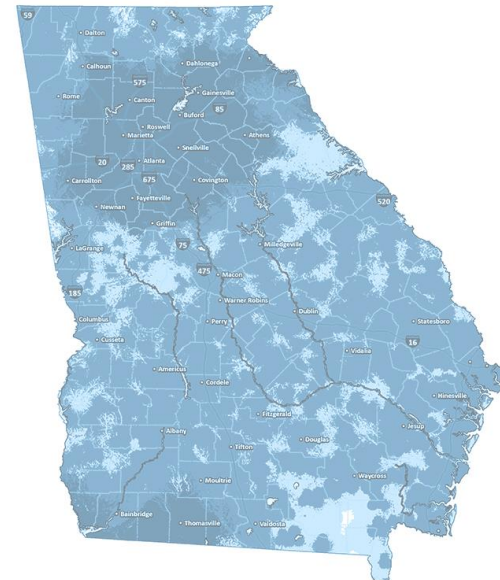 59
Dalton
Calhoun
Dahlonega
575
Rome
Gainesville
Canton
85
Buford
Roswell
Marietta
Athens
Snellville
20
285
Atlanta
Carrollton
675
Covington
Fayetteville
520
Newnan
Griffin
75
Milledgeville
LaGrange
475
Macon
185
Warner Robins
Dublin
Columbus
Perry
Statesboro
Cusseta
16
Vidalia
Americus
Cordele
Hinesville
Fitzgerald
Jesup
Albany
Douglas
Tifton
Waycross
Moultrie
Bainbridge
Thomasville
Valdosta